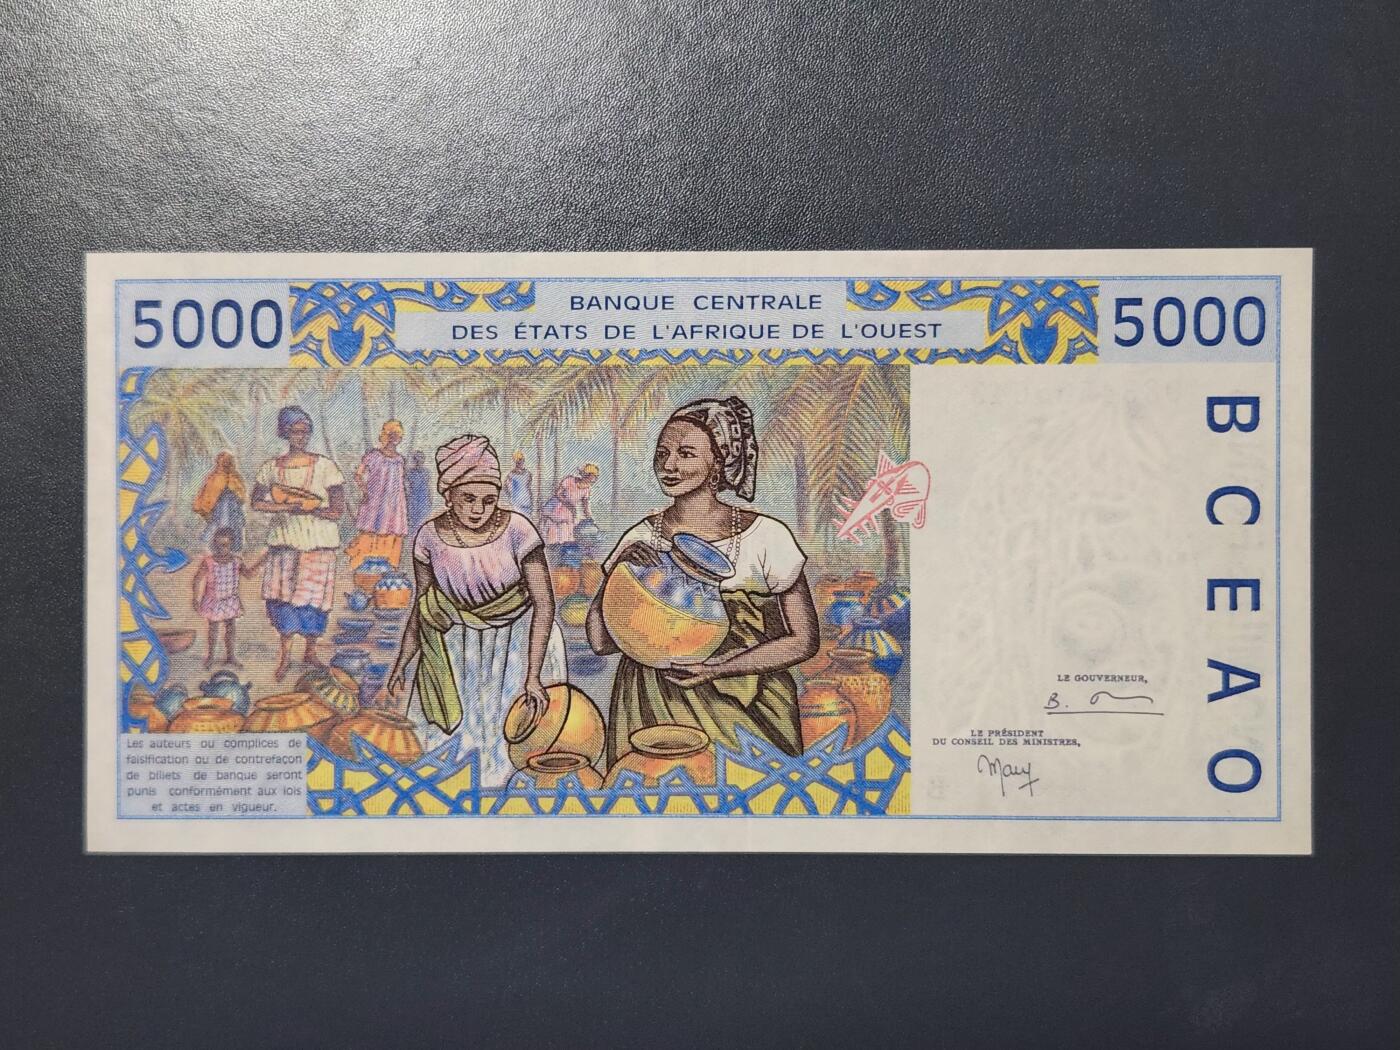 5000
BANQUE CENTRALE
DES ÉTATS DE L'AFRIQUE DE L'OUEST
5000
BCEAO
LE GOUVERNEUR,
LE PRÉSIDENT
DU CONSEIL DES MINISTRES,
Les auteurs ou complices de
falsification ou de contrefaçon
de billets de banque seront
punis conformément aux lois
et actes en vigueur.